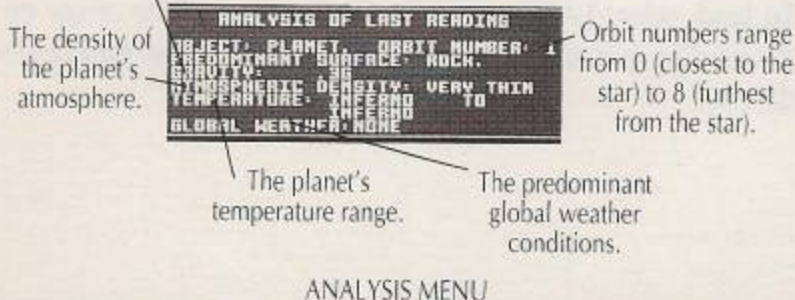 ANALYSIS OF LAST READING
OBJECT: PLANET, ORBIT NUMBER: 1
PREDOMINANT SURFACE: ROCK.
GRAVITY: .3G
ATMOSPHERIC DENSITY: VERY THIN
TEMPERATURE: INFERNO TO
INFERNO
GLOBAL WEATHER:NONE
The density of
the planet's
atmosphere.
Orbit numbers range
from 0 (closest to the
star) to 8 (furthest
from the star).
The planet's
temperature range.
The predominant
global weather
conditions.
ANALYSIS MENU